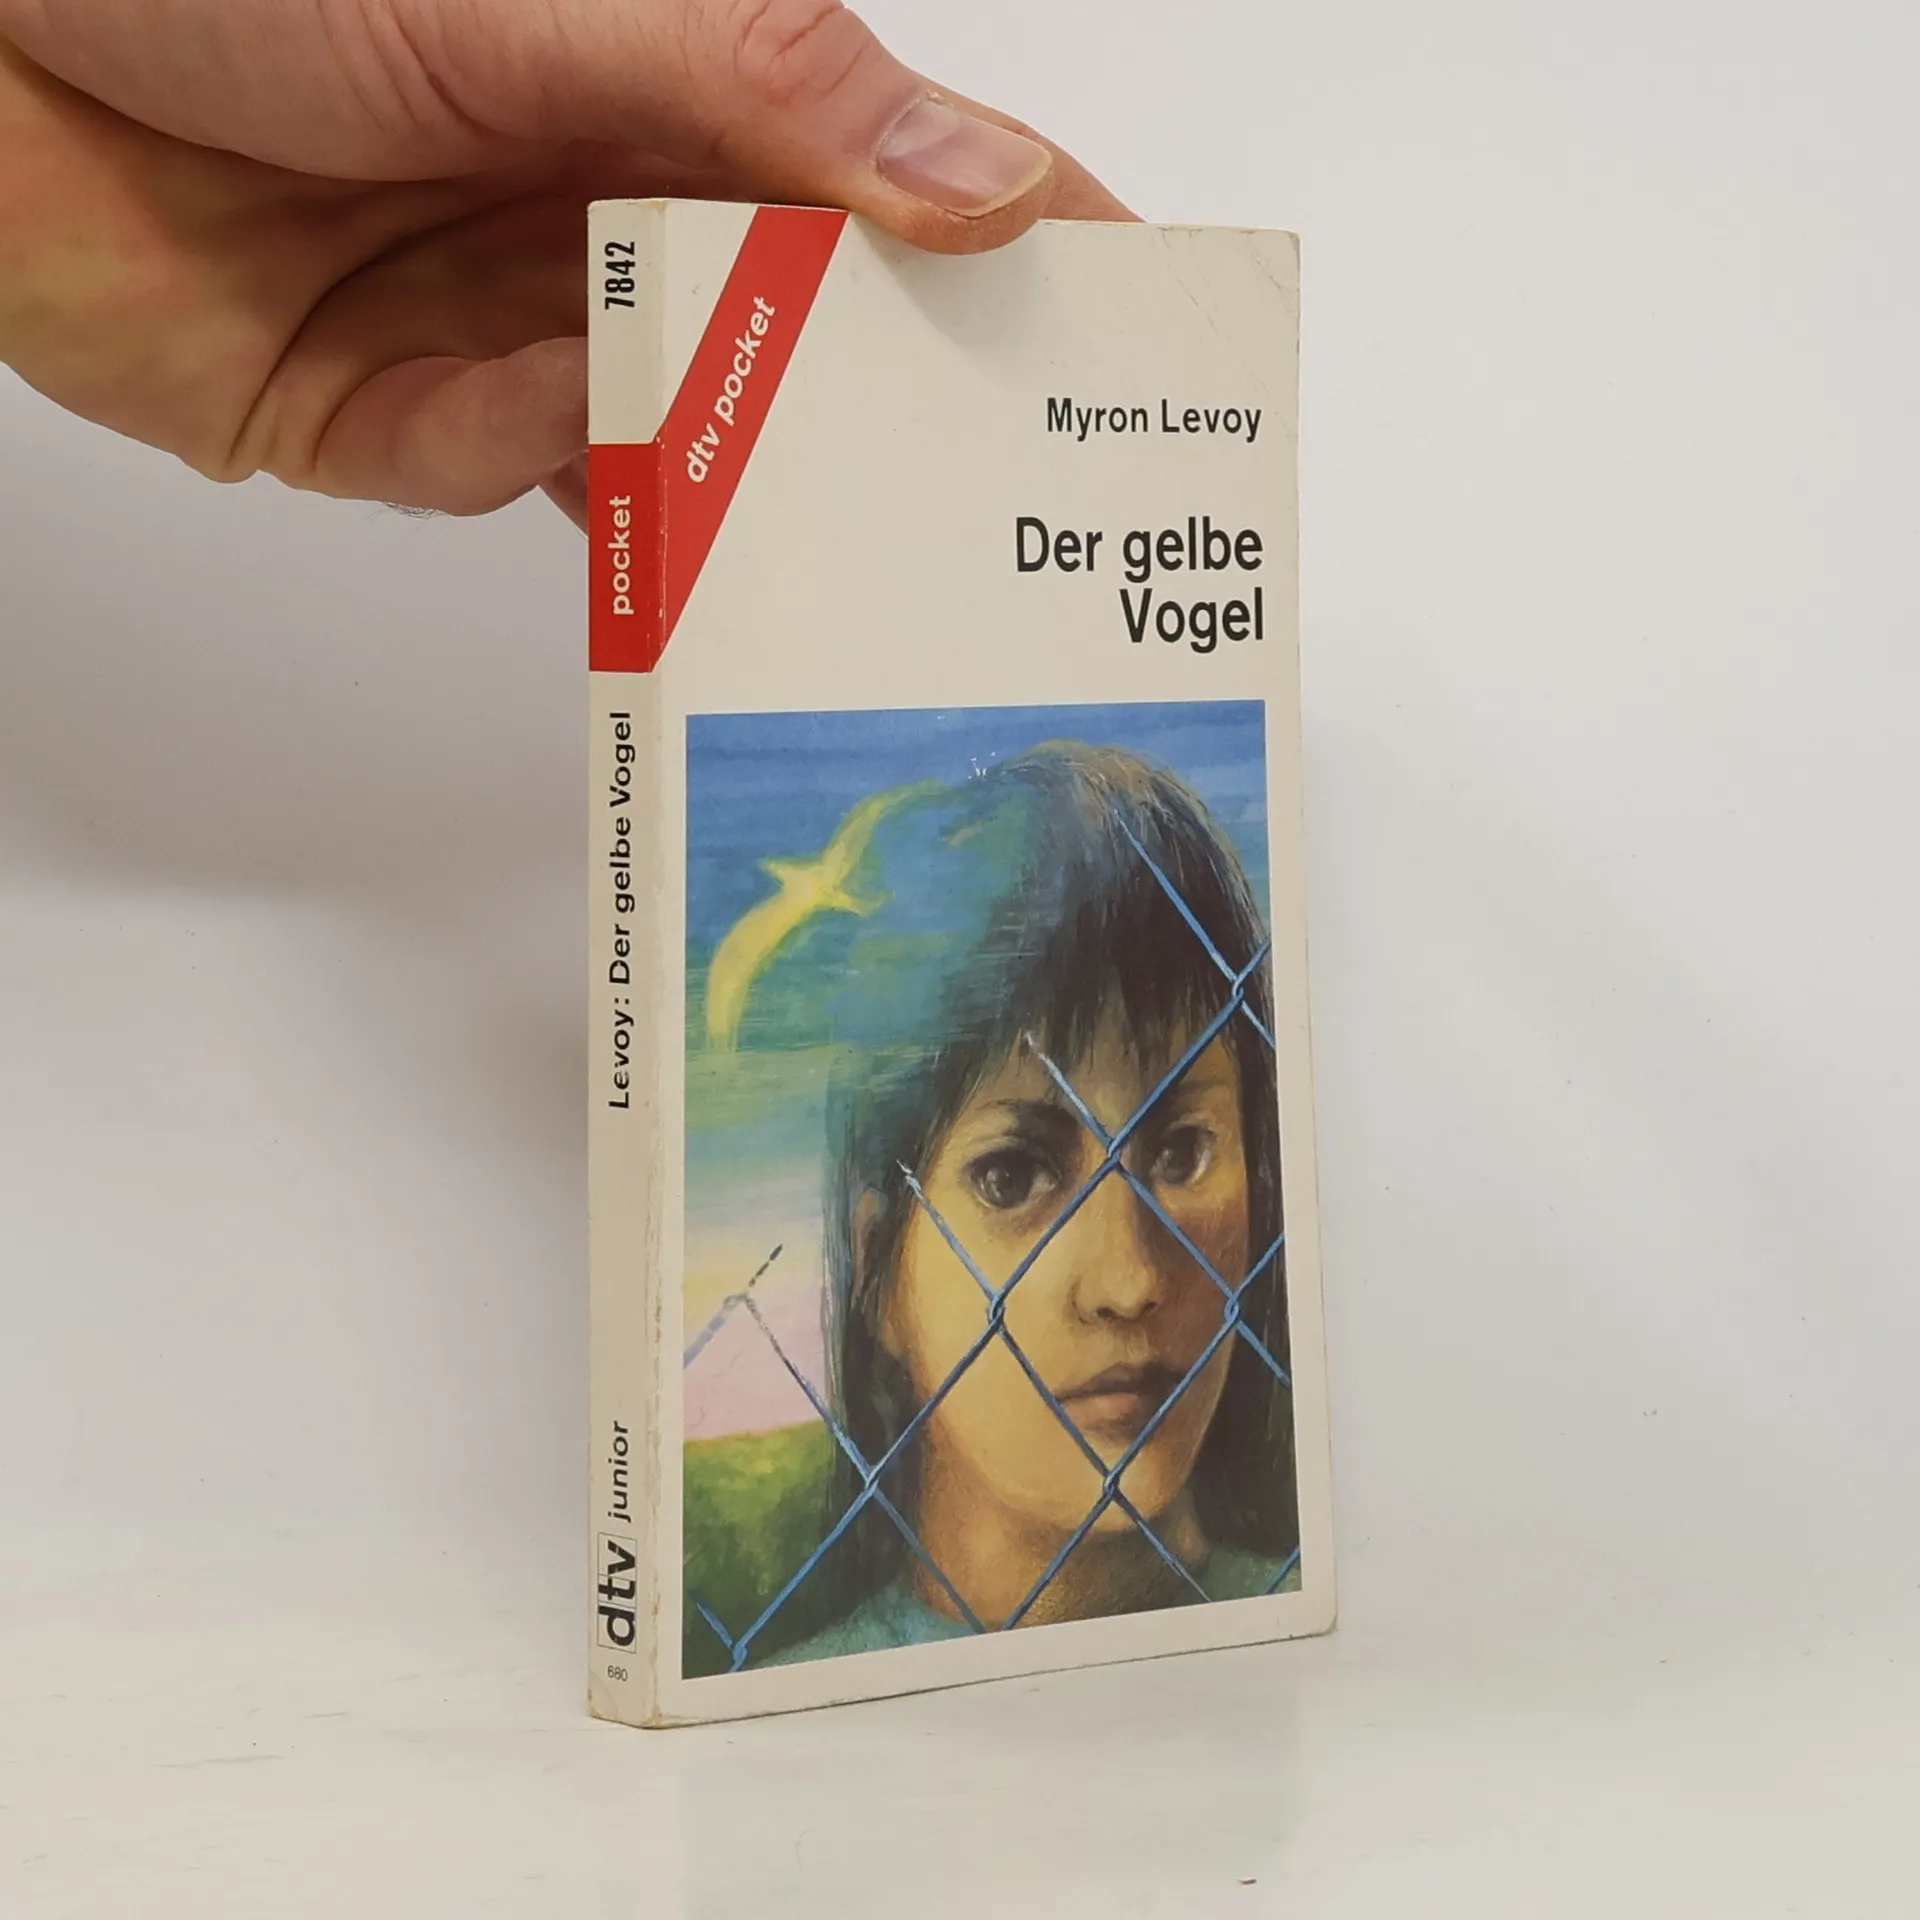 7842
pocket
Levoy: Der gelbe Vogel
junior
dtv
680
dtv pocket
Myron Levoy
Der gelbe
Vogel